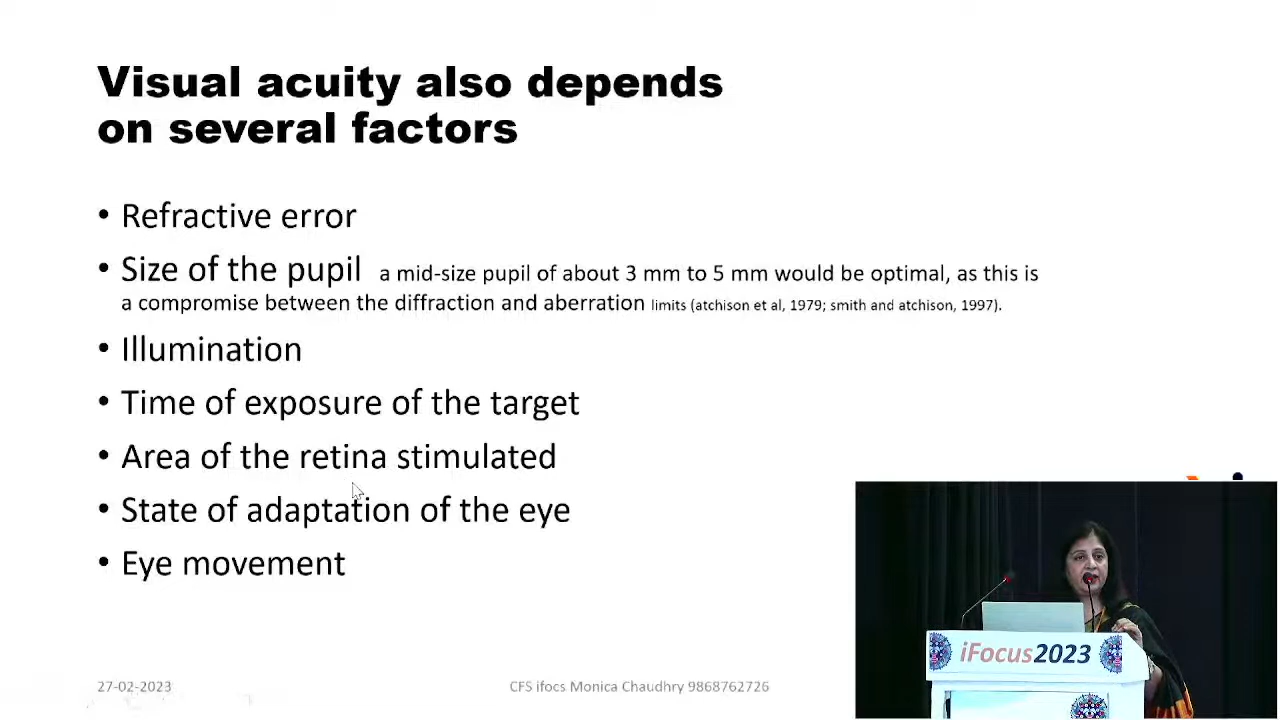 Visual acuity also depends
on several factors
• Refractive error
• Size of the pupil a mid-size pupil of about 3 mm to 5 mm would be optimal, as this is
a compromise between the diffraction and aberration limits (atchison et al, 1979; smith and atchison, 1997).
• Illumination
• Time of exposure of the target
• Area of the retina stimulated
• State of adaptation of the eye
• Eye movement
iFocus2023
27-02-2023
CFS ifocs Monica Chaudhry 9868762726